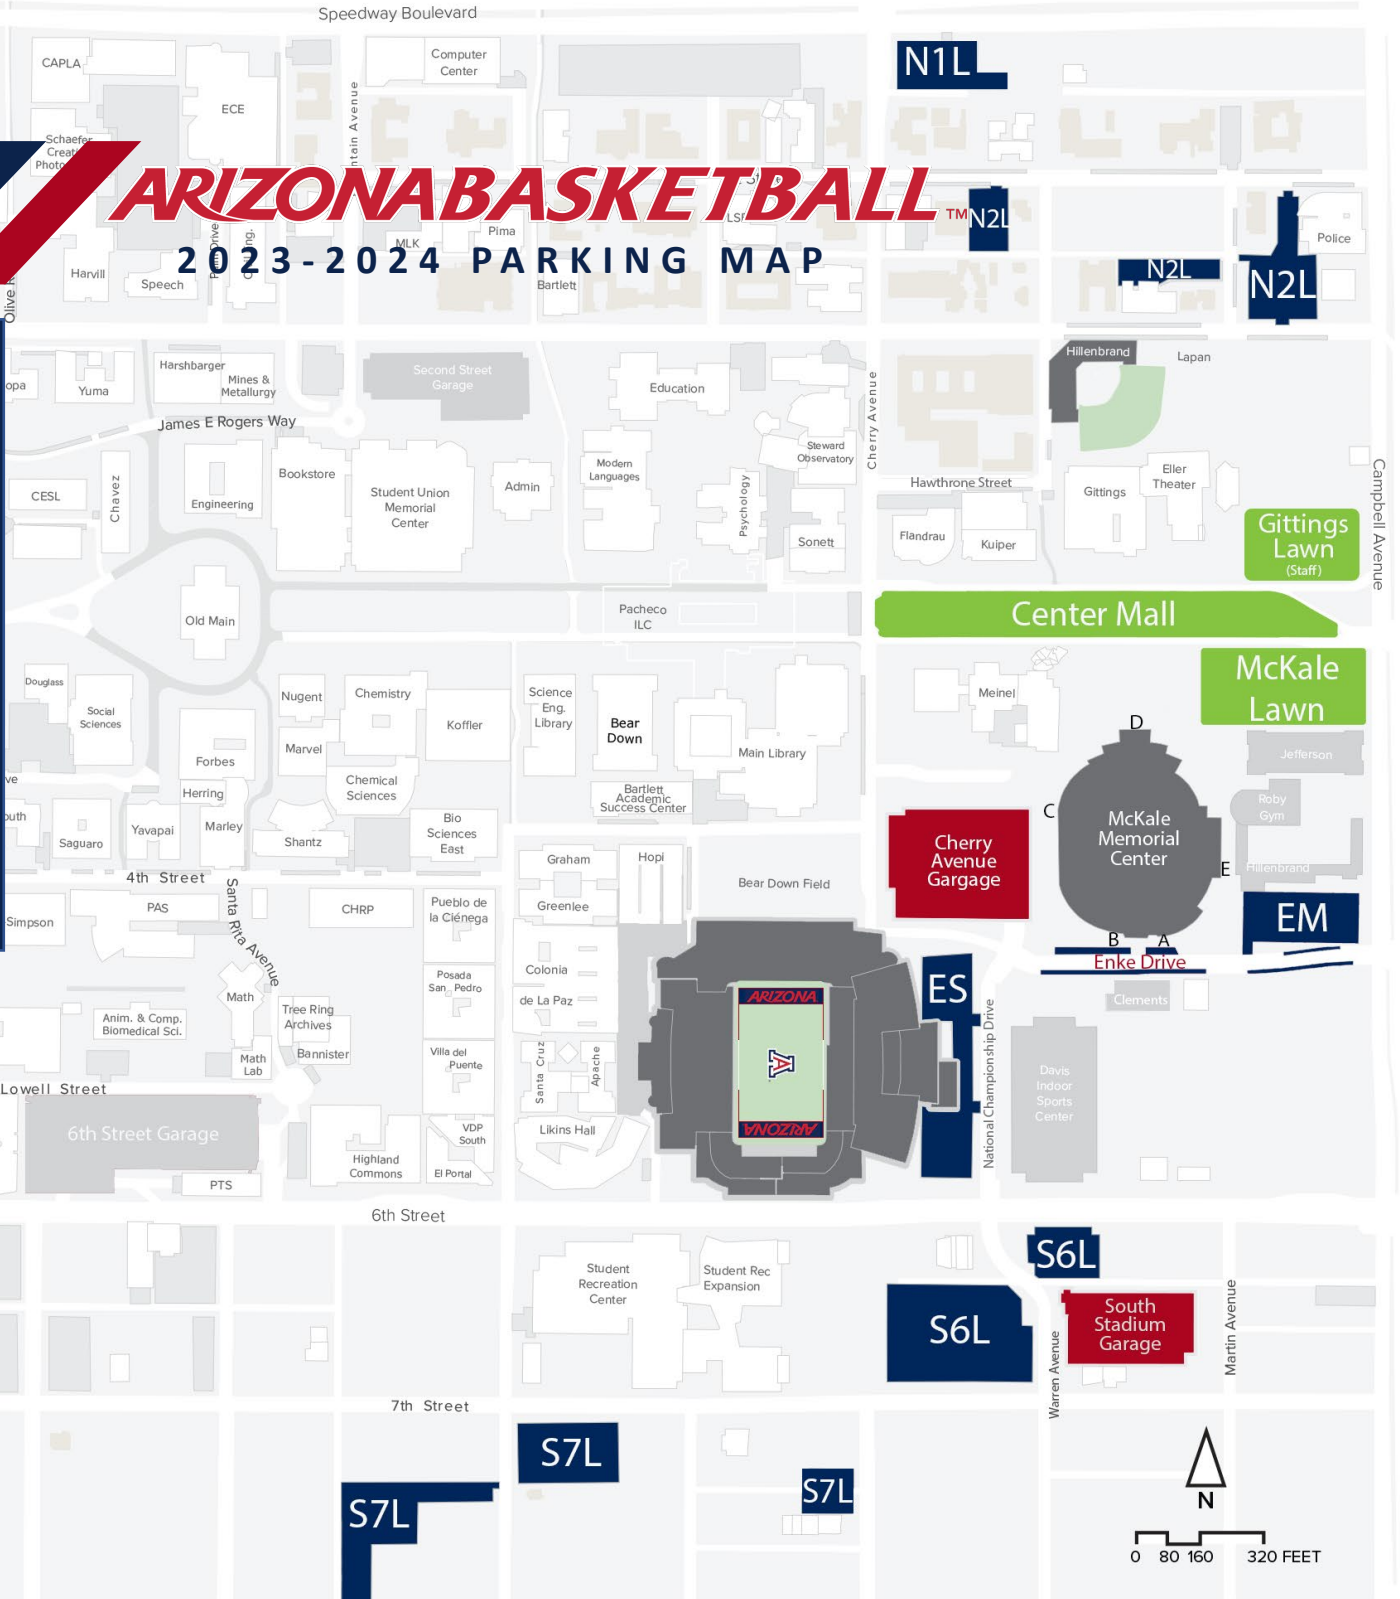 Speedway Boulevard
CAPLA
ECE
Computer
Center
N1L
Schaefer
ARIZONABASKETBALL
™
2023-2024 PARKING MAP
N2L
N2L
N2L
Police
MLK
Pima
Harvill
Speech
Bartlett
Harshbarger
Mines &
Metallurgy
Yuma
Second Street
Garage
Education
Hillenbrand
Lapan
James E Rogers Way
Cherry Avenue
Campbell Avenue
CESL
Chavez
Engineering
Bookstore
Student Union
Memorial
Center
Admin
Modern
Languages
Psychology
Steward
Observatory
Sonett
Hawthrone Street
Flandrau
Kuiper
Gittings
Eller
Theater
Gittings
Lawn
(Staff)
Old Main
Pacheco
ILC
Center Mall
McKale
Lawn
Douglass
Social
Sciences
Nugent
Chemistry
Koffler
Marvel
Forbes
Herring
Chemical
Sciences
Science
Eng.
Library
Bear
Down
Main Library
Bartlett
Academic
Success Center
Meinel
D
Jefferson
C
McKale
Memorial
Center
Roby
Gym
E
Hillenbrand
Saguaro
Yavapai
Marley
Shantz
Bio
Sciences
East
Cherry
Avenue
Gargage
4th Street
Santa Rita Avenue
Graham
Greenlee
Hopi
Bear Down Field
Simpson
PAS
CHRP
Pueblo de
la Ciénega
EM
B
A
Enke Drive
Colonia
de La Paz
Posada
San Pedro
Math
Tree Ring
Archives
Anim. & Comp.
Biomedical Sci.
Math
Lab
Bannister
Villa del
Puente
Santa Cruz
Apache
ARIZONA
A
ARIZONA
ES
National Championship Drive
Clements
Davis
Indoor
Sports
Center
Lowell Street
6th Street Garage
PTS
Highland
Commons
VDP
South
El Portal
Likins Hall
6th Street
Student
Recreation
Center
Student Rec
Expansion
S6L
S6L
South
Stadium
Garage
Warren Avenue
Martin Avenue
7th Street
S7L
S7L
S7L
N
0 80 160 320 FEET